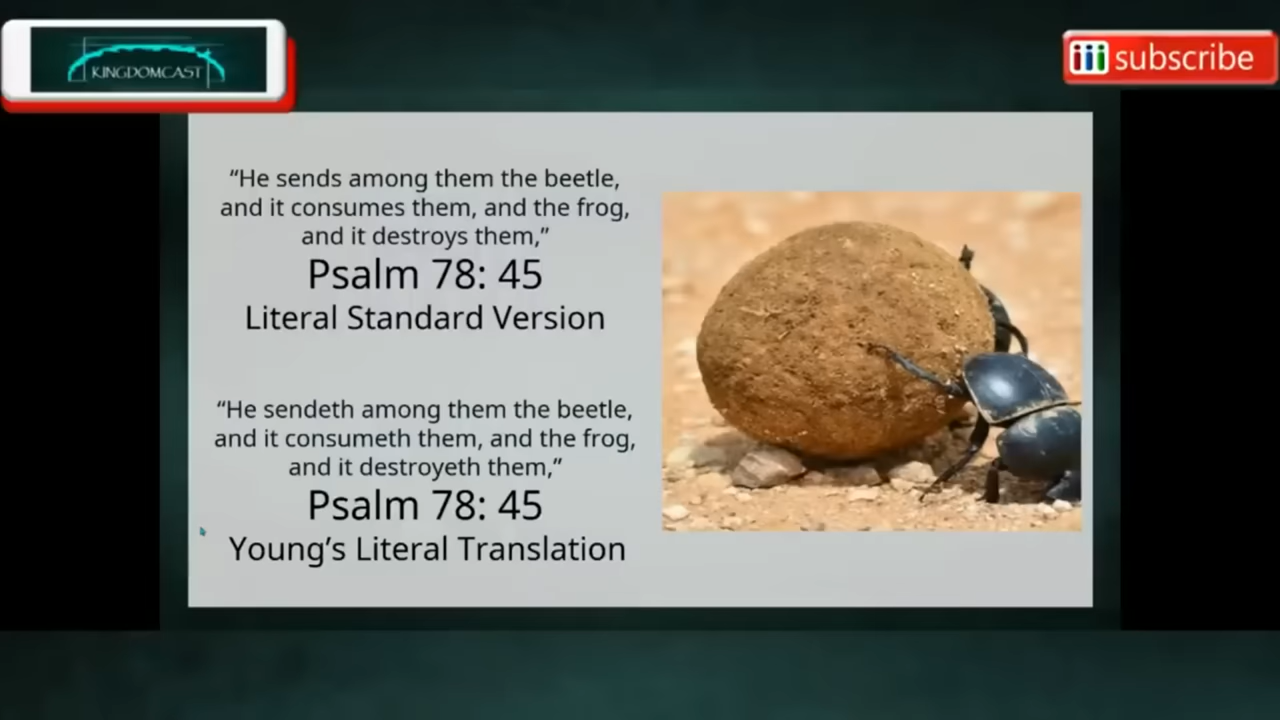 KINGDOMCAST
subscribe
“He sends among them the beetle,
and it consumes them, and the frog,
and it destroys them,”
Psalm 78: 45
Literal Standard Version
“He sendeth among them the beetle,
and it consumeth them, and the frog,
and it destroyeth them,”
Psalm 78: 45
Young’s Literal Translation